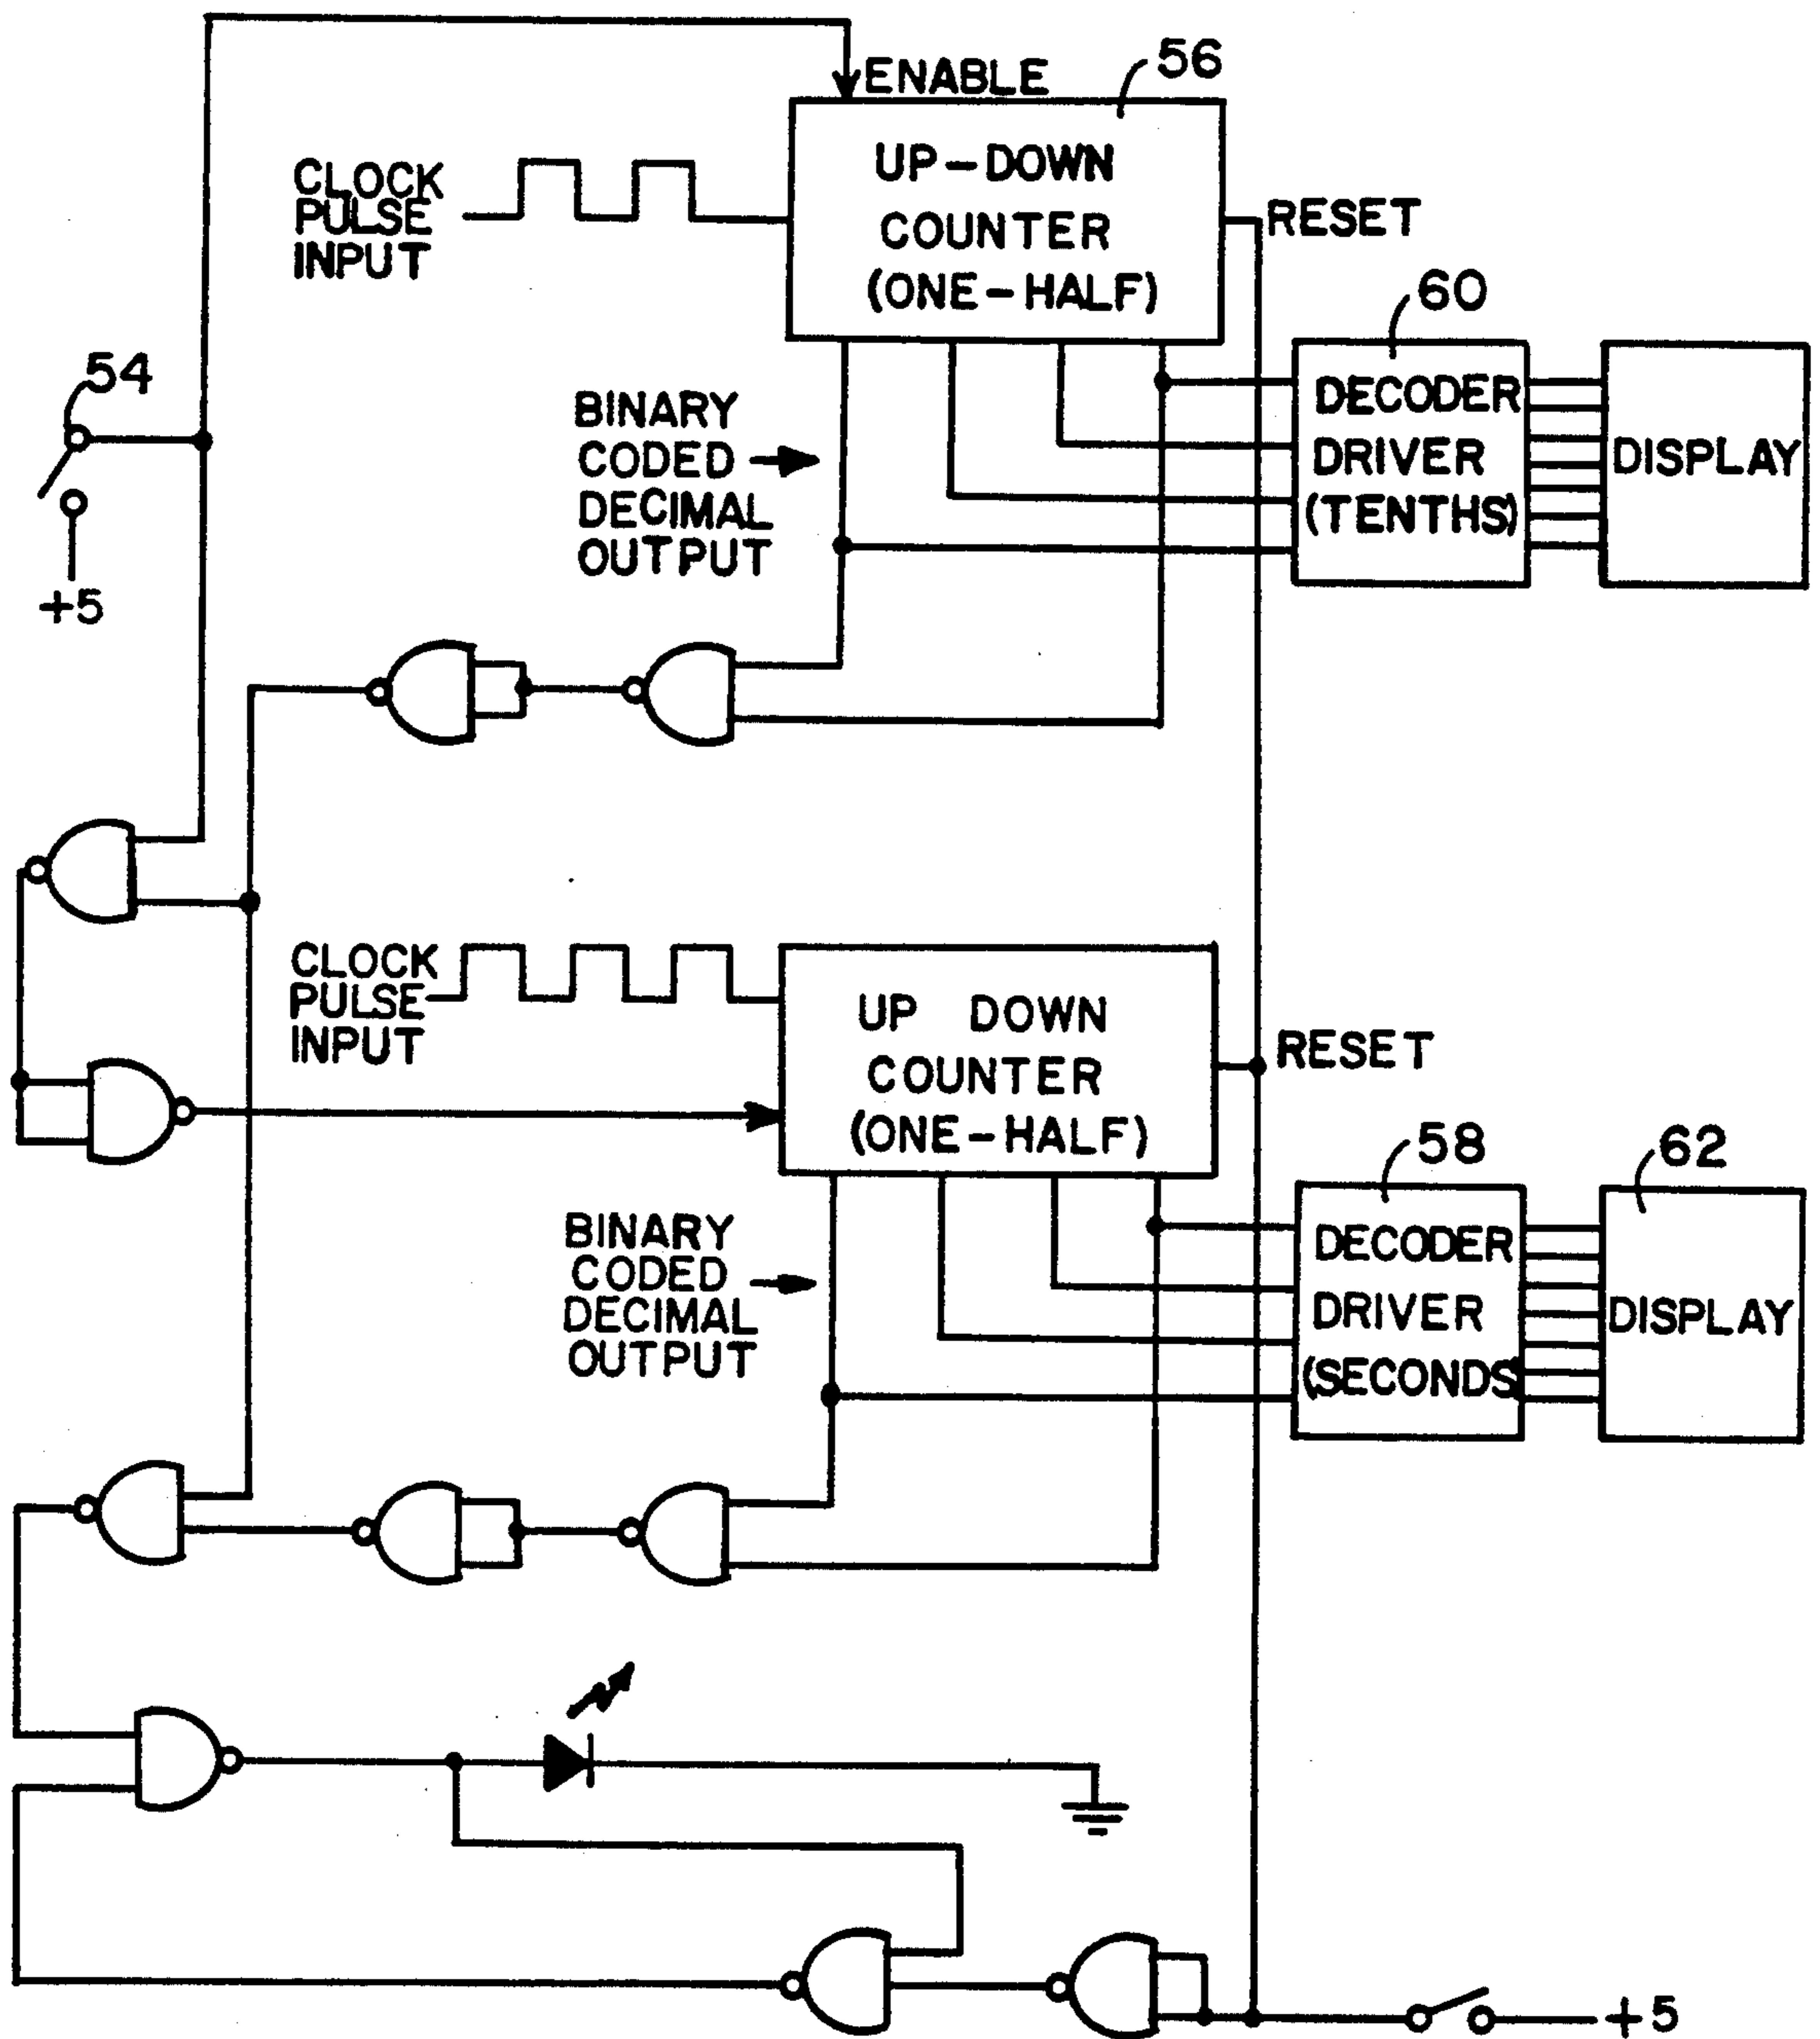 56
ENABLE
CLOCK
PULSE
INPUT
UP-DOWN
COUNTER
(ONE-HALF)
RESET
60
54
+5
BINARY
CODED
DECIMAL
OUTPUT
DECODER
DRIVER
(TENTHS)
DISPLAY
CLOCK
PULSE
INPUT
UP DOWN
COUNTER
(ONE-HALF)
RESET
58
62
BINARY
CODED
DECIMAL
OUTPUT
DECODER
DRIVER
(SECONDS)
DISPLAY
+5